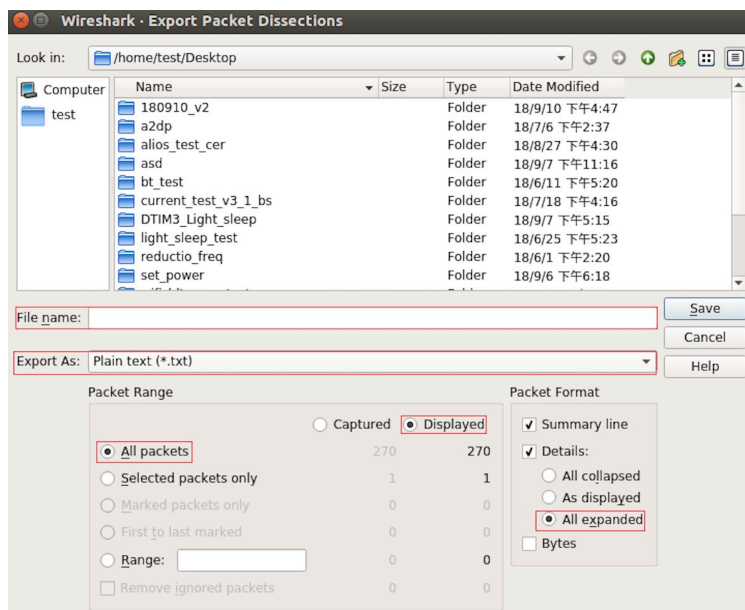 Wireshark · Export Packet Dissections
Look in: /home/test/Desktop
Computer
test
Name Size Type Date Modified
180910_v2 Folder 18/9/10 下午4:47
a2dp Folder 18/7/6 下午2:37
alios_test_cer Folder 18/8/27 下午4:30
asd Folder 18/9/7 下午11:16
bt_test Folder 18/6/11 下午5:20
current_test_v3_1_bs Folder 18/7/18 下午4:16
DTIM3_Light_sleep Folder 18/9/7 下午5:15
light_sleep_test Folder 18/6/25 下午5:23
reductio_freq Folder 18/6/1 下午2:20
set_power Folder 18/9/6 下午6:18
File name:
Save
Cancel
Export As: Plain text (*.txt)
Help
Packet Range
Captured Displayed
All packets 270 270
Selected packets only 1 1
Marked packets only 0 0
First to last marked 0 0
Range: 0 0
Remove ignored packets 0 0
Packet Format
Summary line
Details:
All collapsed
As displayed
All expanded
Bytes